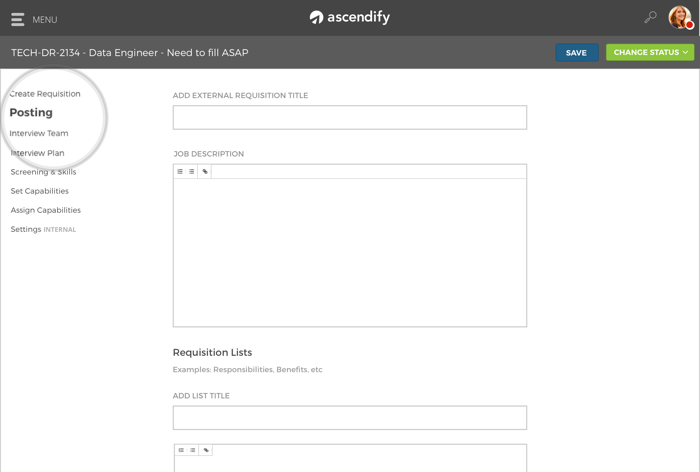 MENU
ascendify
TECH-DR-2134 - Data Engineer - Need to fill ASAP
SAVE
CHANGE STATUS
Create Requisition
Posting
Interview Team
Interview Plan
Screening & Skills
Set Capabilities
Assign Capabilities
Settings INTERNAL
ADD EXTERNAL REQUISITION TITLE
JOB DESCRIPTION
Requisition Lists
Examples: Responsibilities, Benefits, etc
ADD LIST TITLE